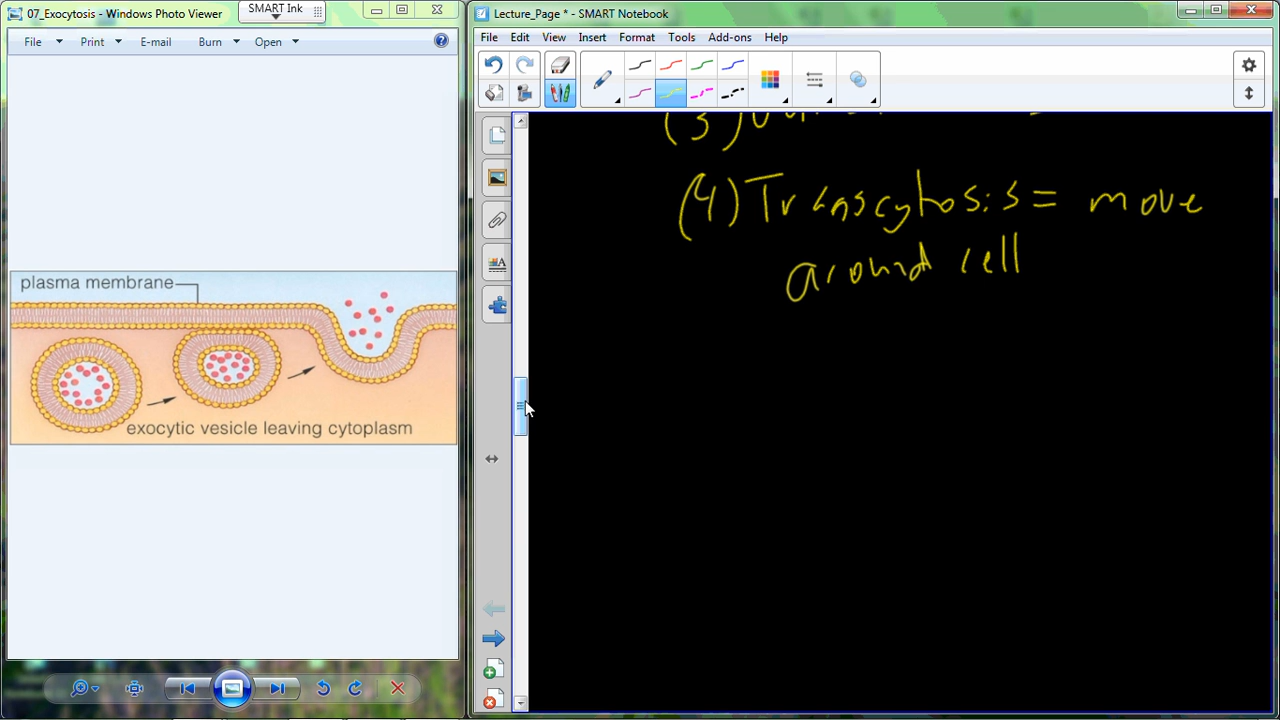 07_Exocytosis - Windows Photo Viewer
SMART Ink
File Print E-mail Burn Open
plasma membrane
exocytic vesicle leaving cytoplasm
Lecture_Page * - SMART Notebook
File Edit View Insert Format Tools Add-ons Help
(3)
(4) Transcytosis = move
around cell